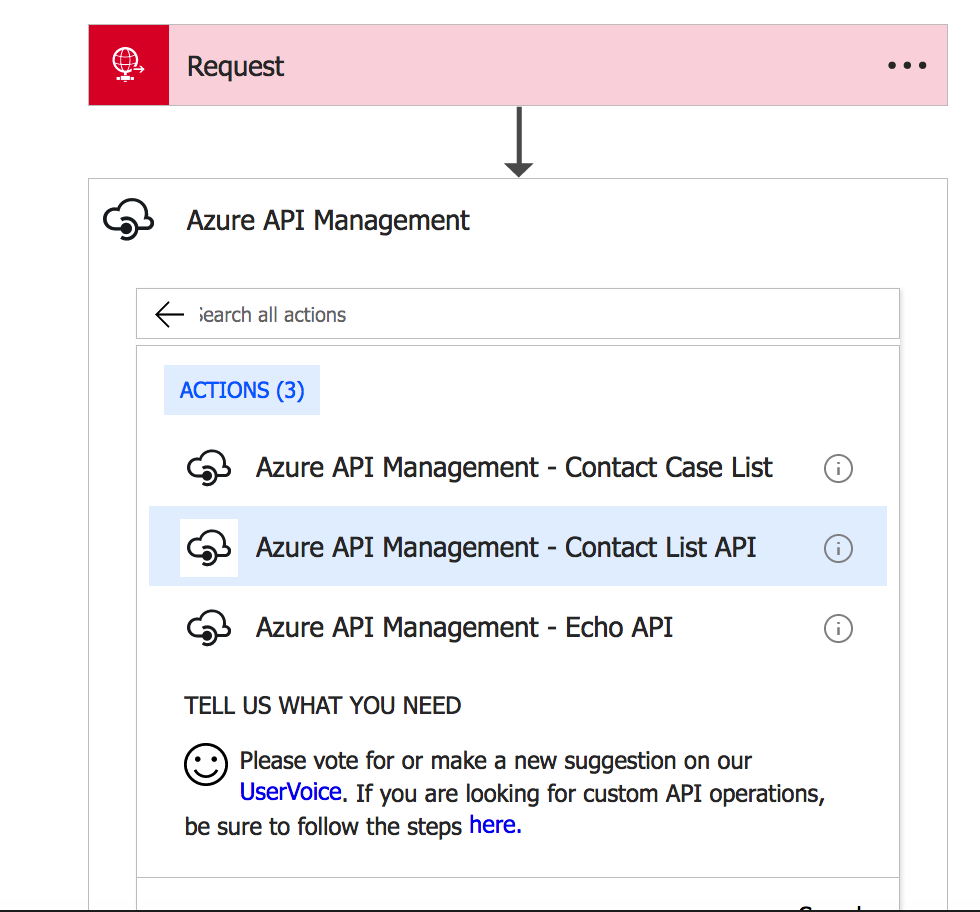 Request
Azure API Management
Search all actions
ACTIONS (3)
Azure API Management - Contact Case List
Azure API Management - Contact List API
Azure API Management - Echo API
TELL US WHAT YOU NEED
Please vote for or make a new suggestion on our
UserVoice. If you are looking for custom API operations,
be sure to follow the steps here.